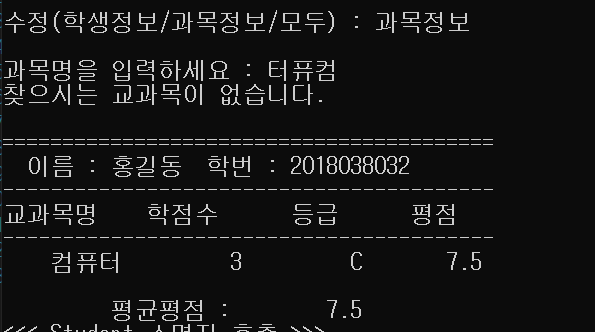 수정(학생정보/과목정보/모두) : 과목정보
과목명을 입력하세요 : 터퓨컴
찾으시는 교과목이 없습니다.
=========================================
이름 : 홍길동 학번 : 2018038032
-----------------------------------------
교과목명 학점수 등급 평점
-----------------------------------------
컴퓨터 3 C 7.5
평균평점 : 7.5
<<< Student 소멸자 호출 >>>